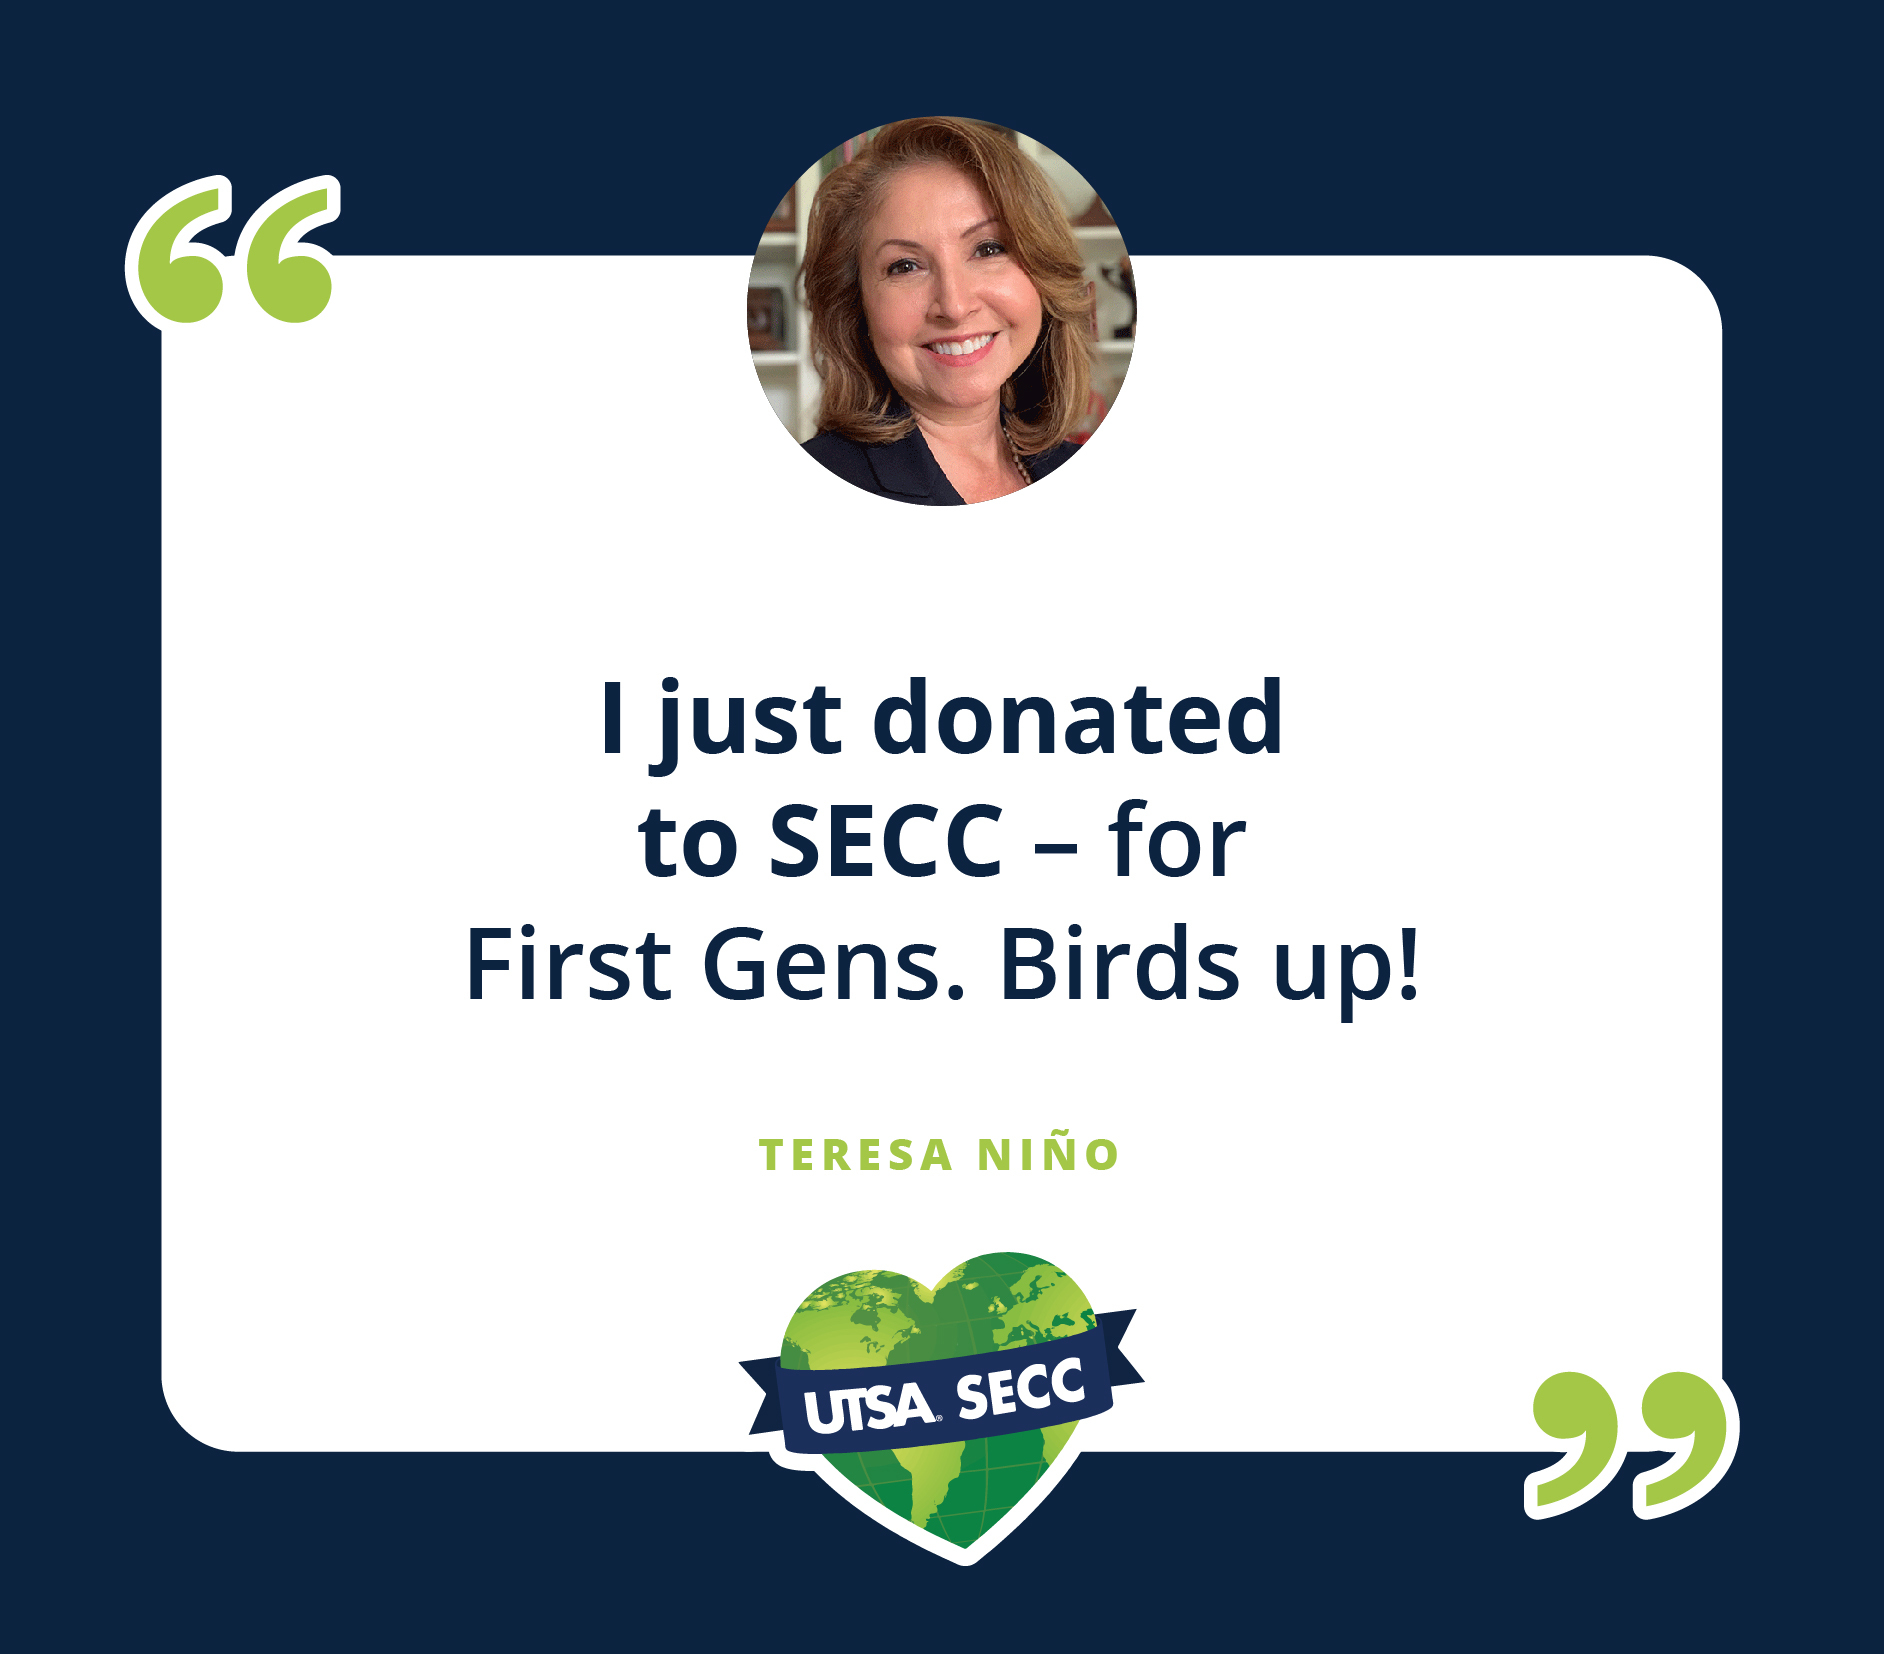 I just donated
to SECC – for
First Gens. Birds up!
TERESA NIÑO
UTSA® SECC